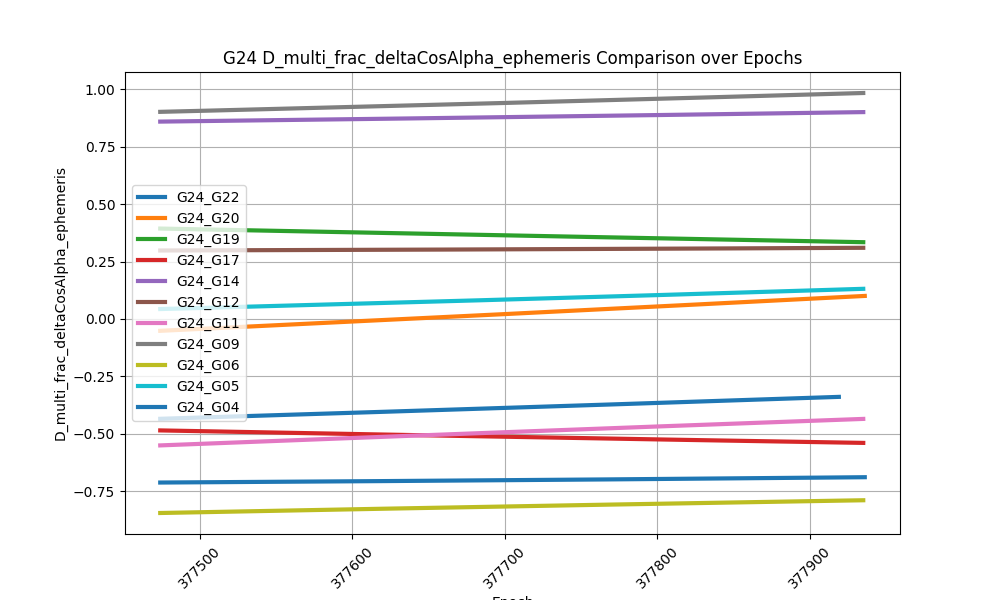 G24 D_multi_frac_deltaCosAlpha_ephemeris Comparison over Epochs
D_multi_frac_deltaCosAlpha_ephemeris
1.00
0.75
0.50
0.25
0.00
−0.25
−0.50
−0.75
G24_G22
G24_G20
G24_G19
G24_G17
G24_G14
G24_G12
G24_G11
G24_G09
G24_G06
G24_G05
G24_G04
377500
377600
377700
377800
377900
Epoch